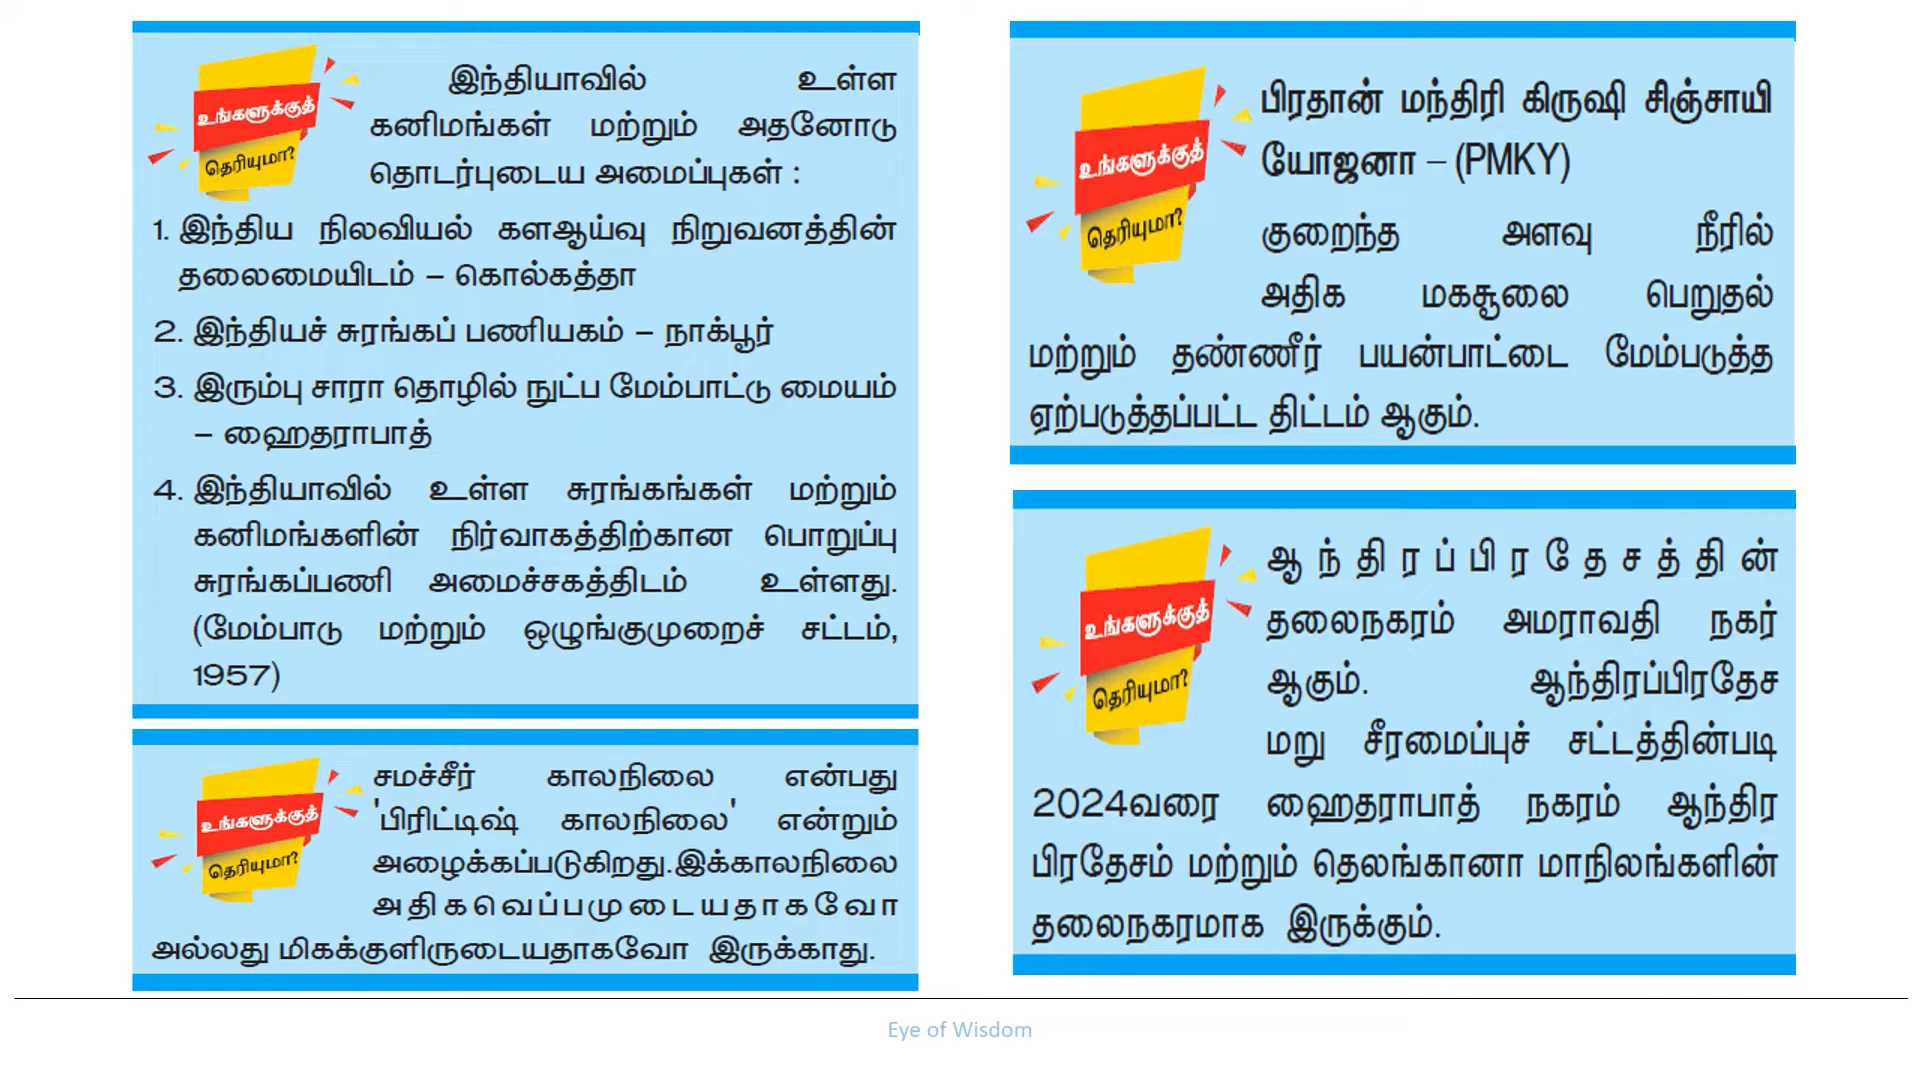 உங்களுக்குத்
தெரியுமா?
இந்தியாவில் உள்ள
கனிமங்கள் மற்றும் அதனோடு
தொடர்புடைய அமைப்புகள் :
1. இந்திய நிலவியல் களஆய்வு நிறுவனத்தின்
தலைமையிடம் – கொல்கத்தா
2. இந்தியச் சுரங்கப் பணியகம் – நாக்பூர்
3. இரும்பு சாரா தொழில் நுட்ப மேம்பாட்டு மையம்
– ஹைதராபாத்
4. இந்தியாவில் உள்ள சுரங்கங்கள் மற்றும்
கனிமங்களின் நிர்வாகத்திற்கான பொறுப்பு
சுரங்கப்பணி அமைச்சகத்திடம் உள்ளது.
(மேம்பாடு மற்றும் ஒழுங்குமுறைச் சட்டம்,
1957)
உங்களுக்குத்
தெரியுமா?
சமச்சீர் காலநிலை என்பது
'பிரிட்டிஷ் காலநிலை' என்றும்
அழைக்கப்படுகிறது.இக்காலநிலை
அதிகவெப்பமுடையதாகவோ
அல்லது மிகக்குளிருடையதாகவோ இருக்காது.
உங்களுக்குத்
தெரியுமா?
பிரதான் மந்திரி கிருஷி சிஞ்சாயி
யோஜனா – (PMKY)
குறைந்த அளவு நீரில்
அதிக மகசூலை பெறுதல்
மற்றும் தண்ணீர் பயன்பாட்டை மேம்படுத்த
ஏற்படுத்தப்பட்ட திட்டம் ஆகும்.
உங்களுக்குத்
தெரியுமா?
ஆந்திரப்பிரதேசத்தின்
தலைநகரம் அமராவதி நகர்
ஆகும். ஆந்திரப்பிரதேச
மறு சீரமைப்புச் சட்டத்தின்படி
2024வரை ஹைதராபாத் நகரம் ஆந்திர
பிரதேசம் மற்றும் தெலங்கானா மாநிலங்களின்
தலைநகரமாக இருக்கும்.
Eye of Wisdom